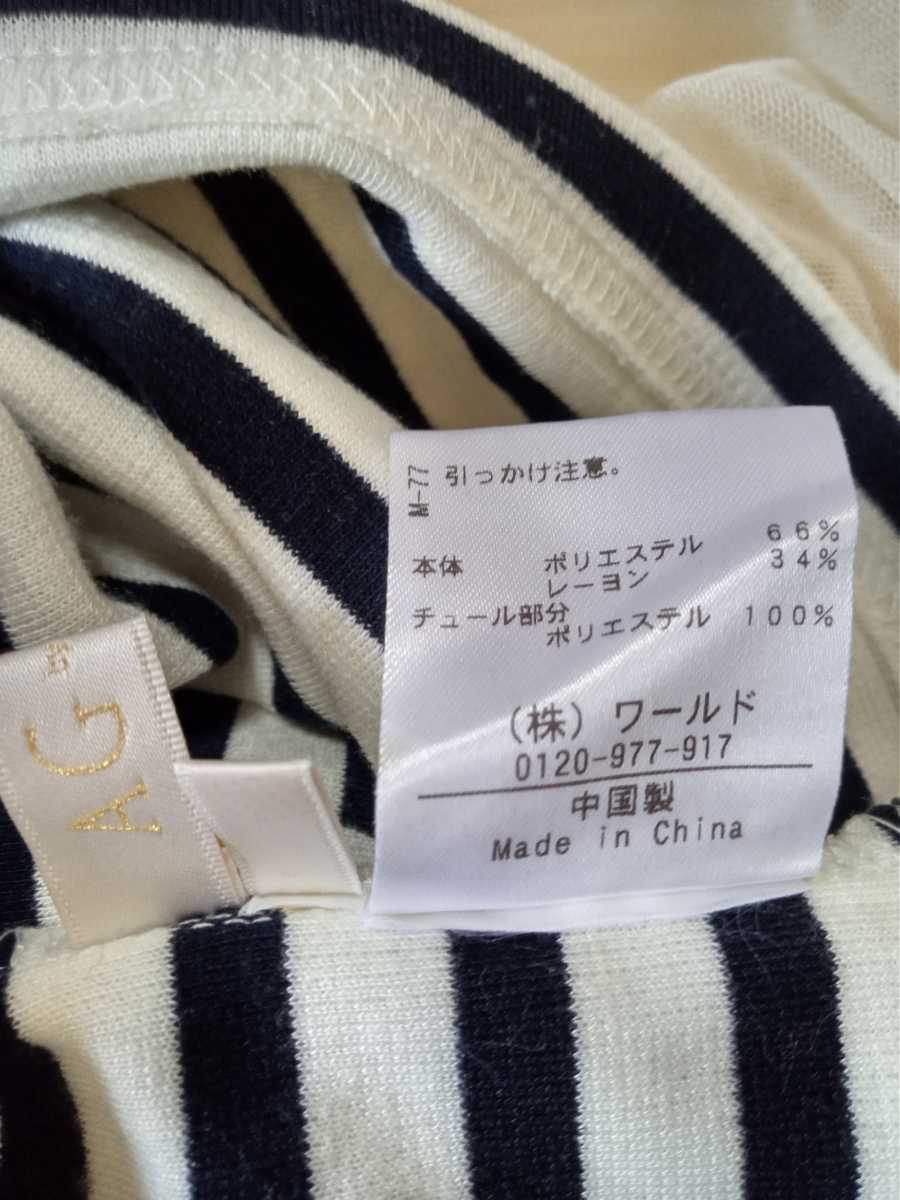 M-77 引っかけ注意。
本体 ポリエステル 66%
レーヨン 34%
チュール部分
ポリエステル 100%
(株) ワールド
0120-977-917
中国製
Made in China
AG